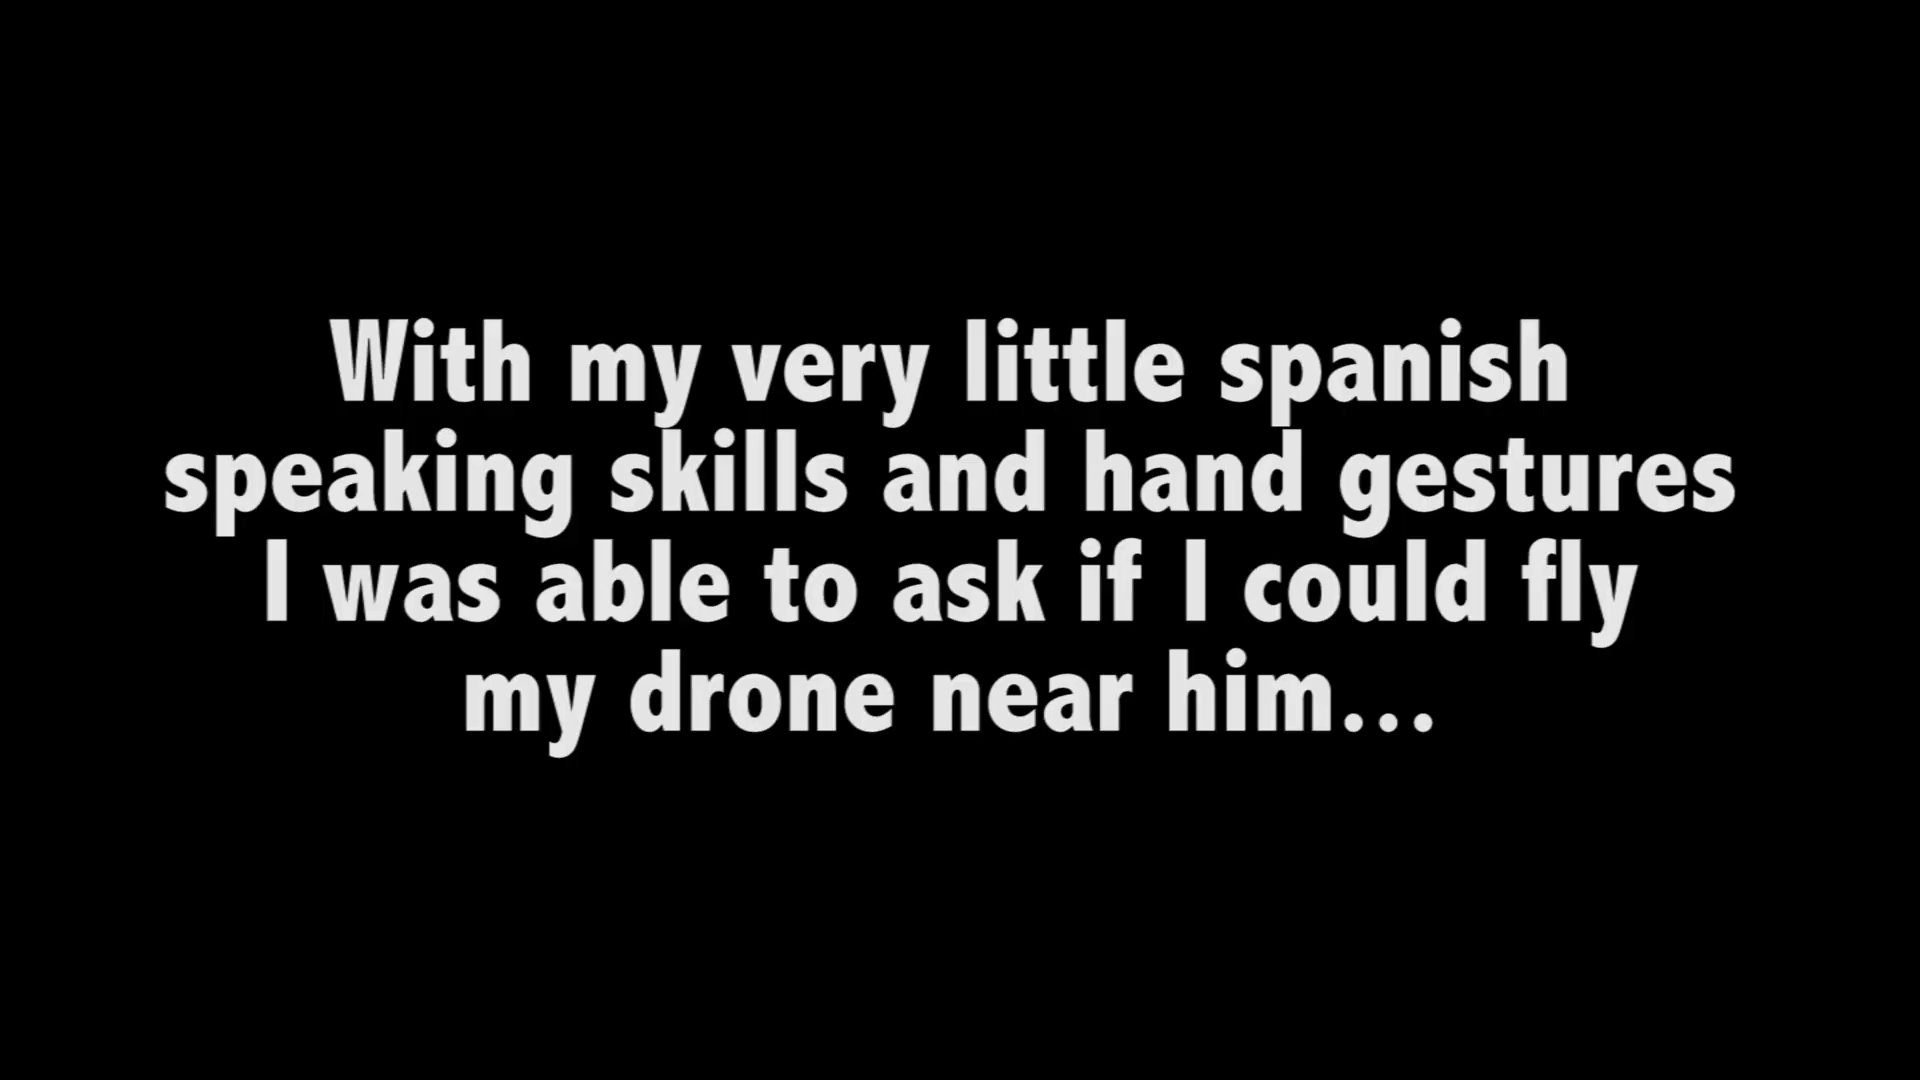 With my very little spanish
speaking skills and hand gestures
I was able to ask if I could fly
my drone near him...